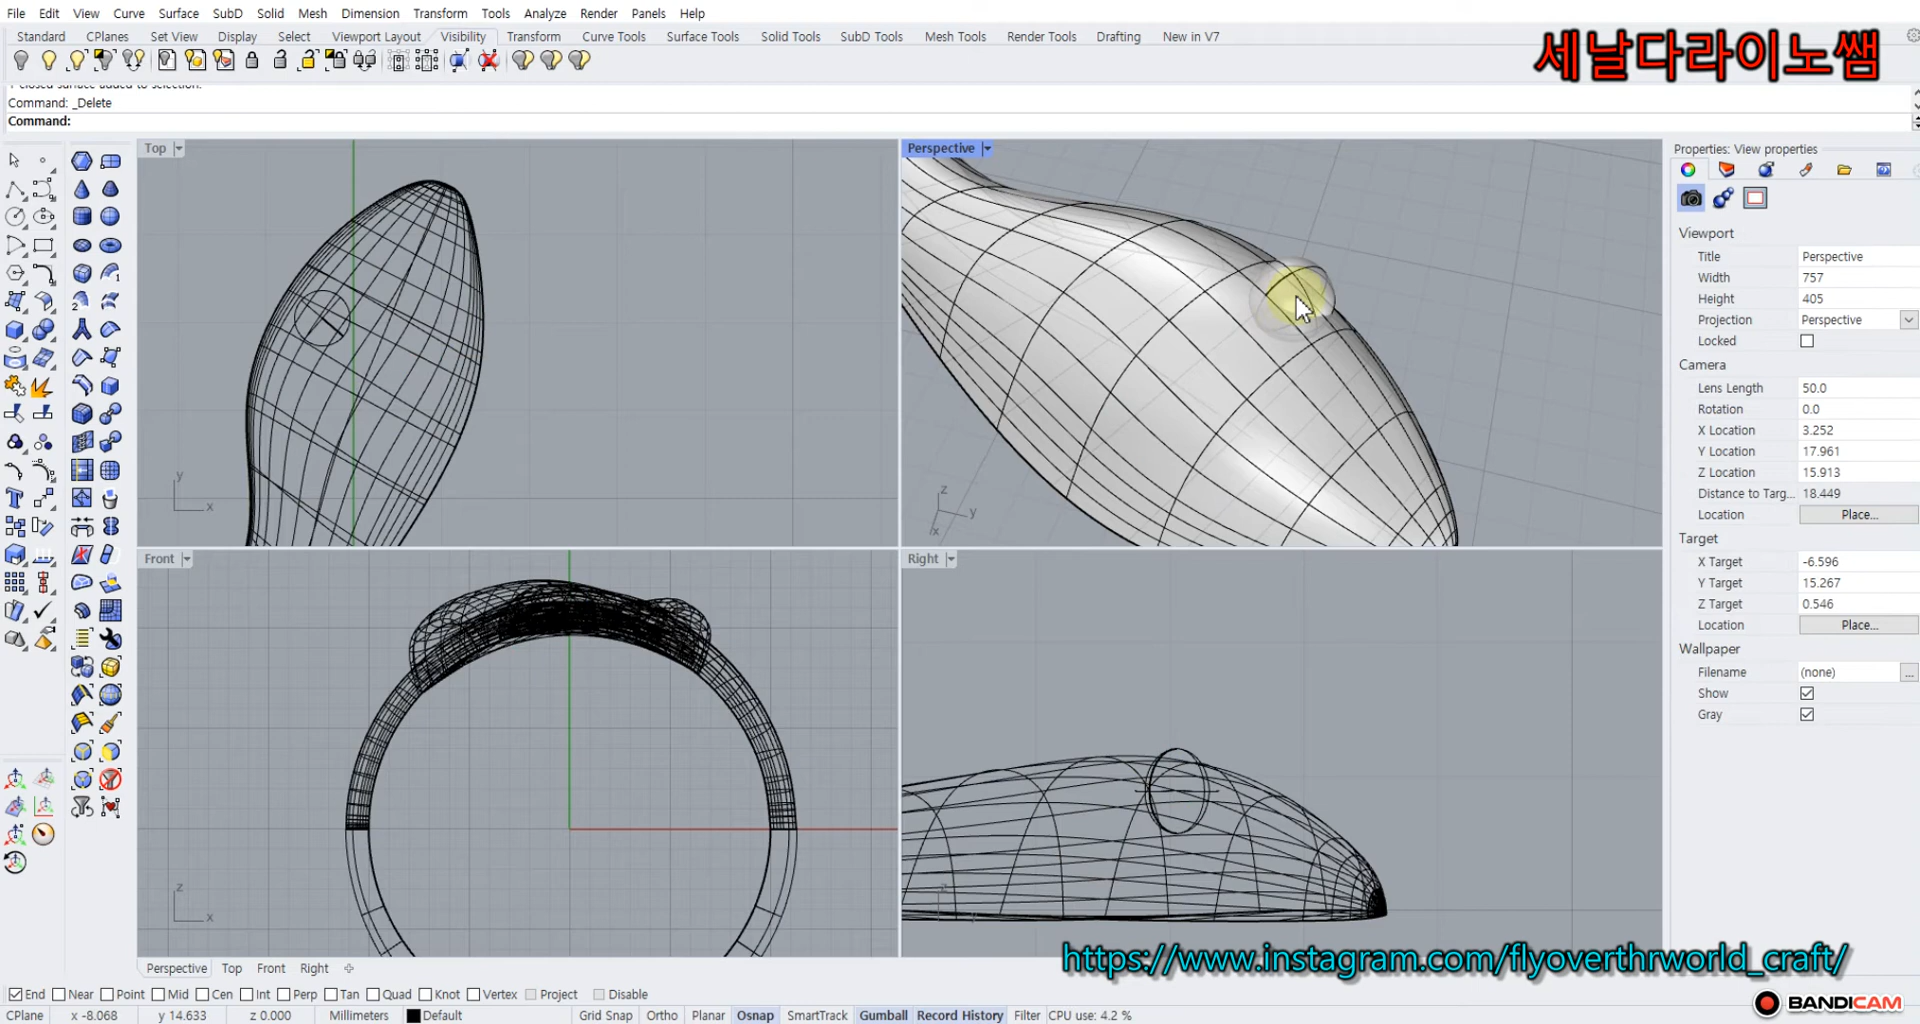 File Edit View Curve Surface SubD Solid Mesh Dimension Transform Tools Analyze Render Panels Help
Standard CPlanes Set View Display Select Viewport Layout Visibility Transform Curve Tools Surface Tools Solid Tools SubD Tools Mesh Tools Render Tools Drafting New in V7
세날다라이노쌤
1 closed surface added to selection.
Command: _Delete
Command:
Top
Perspective
Properties: View properties
Viewport
Title Perspective
Width 757
Height 405
Projection Perspective
Locked
Camera
Lens Length 50.0
Rotation 0.0
X Location 3.252
Y Location 17.961
Z Location 15.913
Distance to Targ... 18.449
Location Place...
Target
X Target -6.596
Y Target 15.267
Z Target 0.546
Location Place...
Wallpaper
Filename (none) ...
Show
Gray
y
x
z
y
x
Front
Right
z
x
z
https://www.instagram.com/flyoverthrworld_craft/
Perspective Top Front Right
End Near Point Mid Cen Int Perp Tan Quad Knot Vertex Project Disable
BANDICAM
CPlane x -8.068 y 14.633 z 0.000 Millimeters Default Grid Snap Ortho Planar Osnap SmartTrack Gumball Record History Filter CPU use: 4.2 %